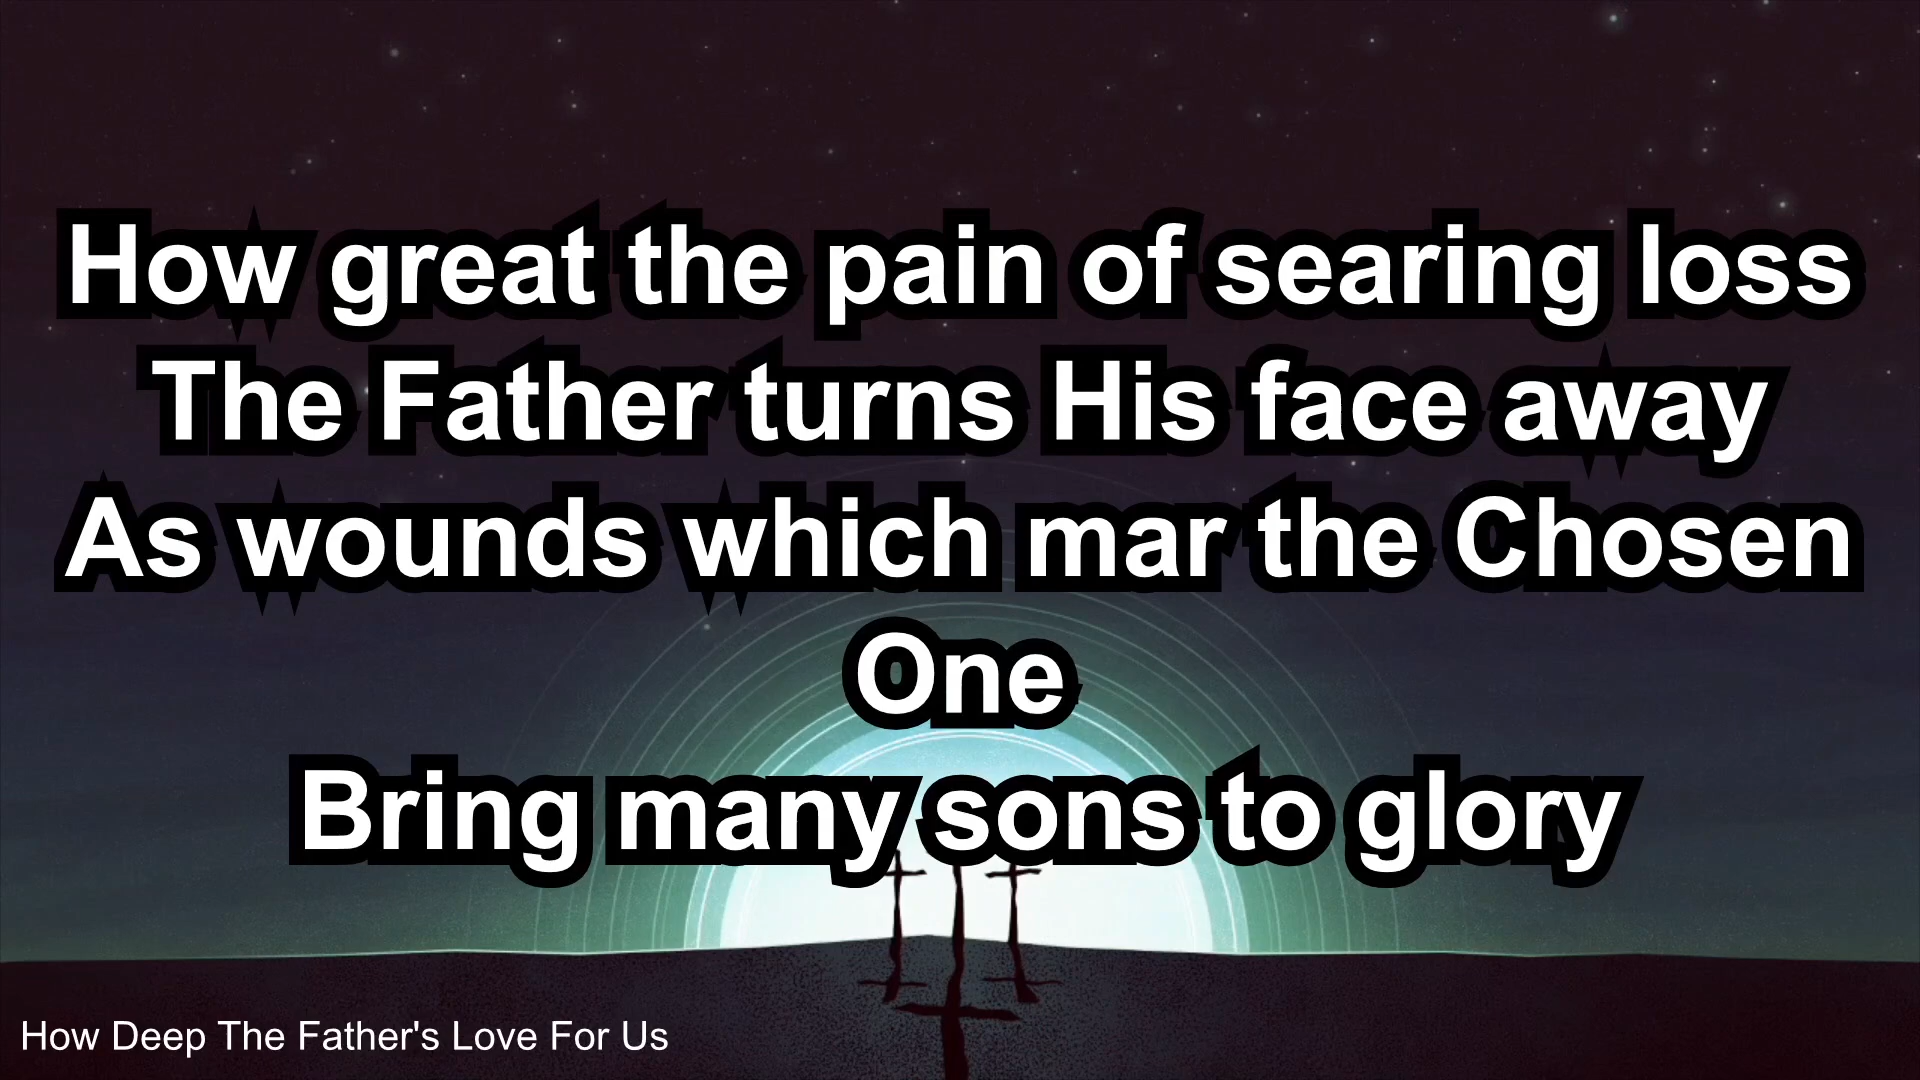 How great the pain of searing loss
The Father turns His face away
As wounds which mar the Chosen
One
Bring many sons to glory
How Deep The Father's Love For Us